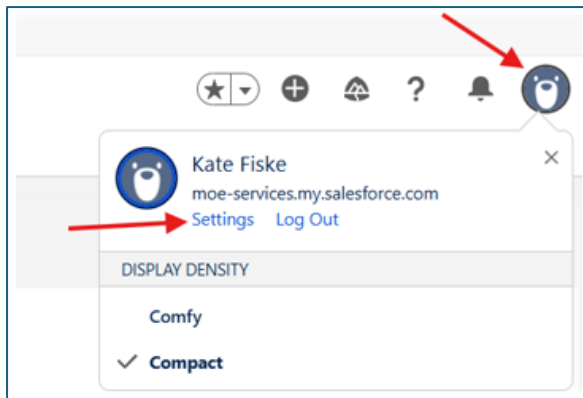 ?
Kate Fiske
moe-services.my.salesforce.com
Settings Log Out
DISPLAY DENSITY
Comfy
Compact